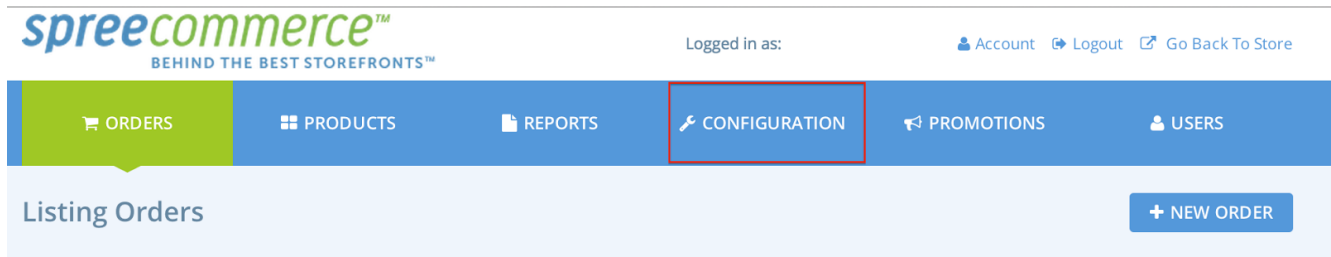 spreecommerce™
BEHIND THE BEST STOREFRONTS™
Logged in as:
Account Logout Go Back To Store
ORDERS PRODUCTS REPORTS CONFIGURATION PROMOTIONS USERS
Listing Orders
+ NEW ORDER